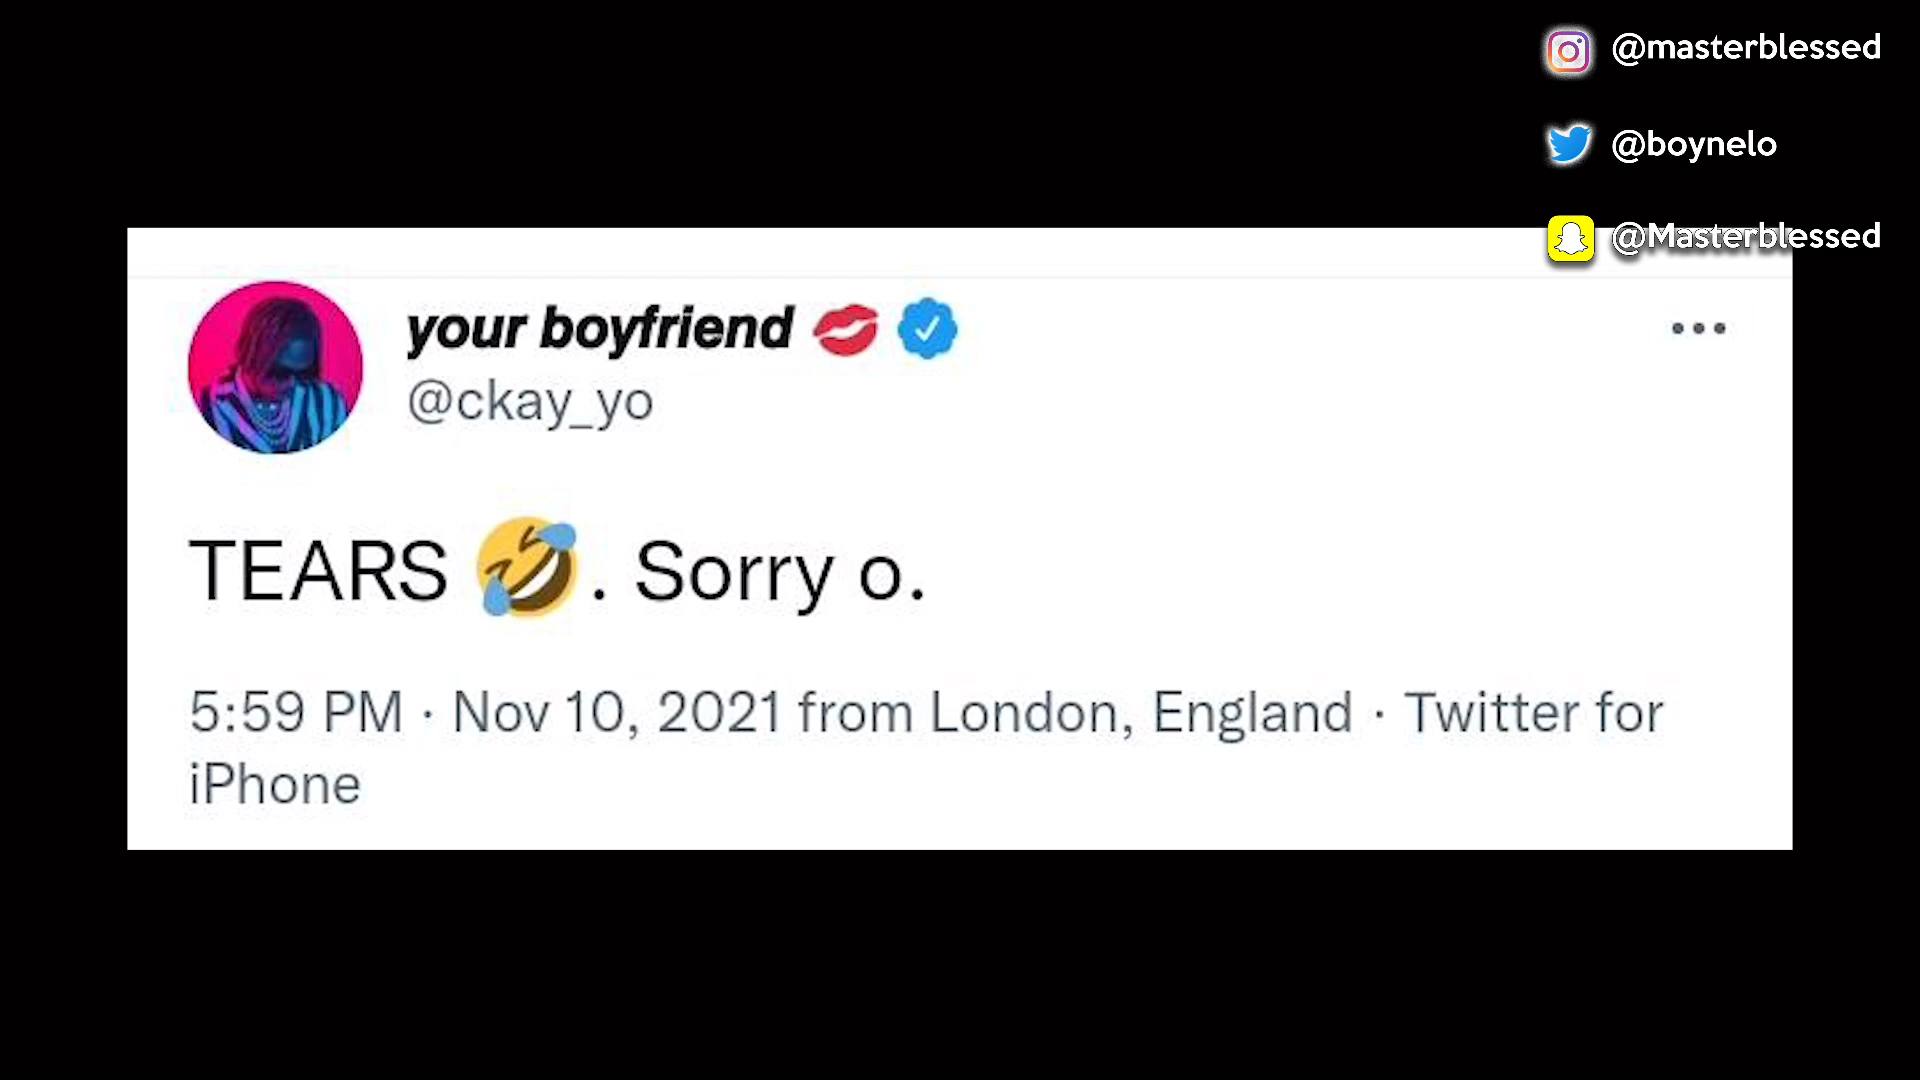 @masterblessed
@boynelo
@Masterblessed
your boyfriend 💋
@ckay_yo
TEARS 🤣. Sorry o.
5:59 PM · Nov 10, 2021 from London, England · Twitter for
iPhone